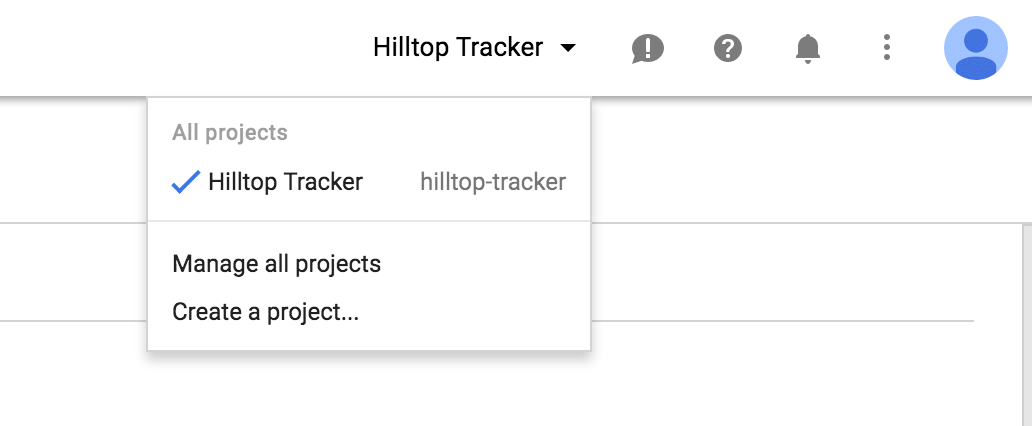 Hilltop Tracker
All projects
Hilltop Tracker hilltop-tracker
Manage all projects
Create a project...